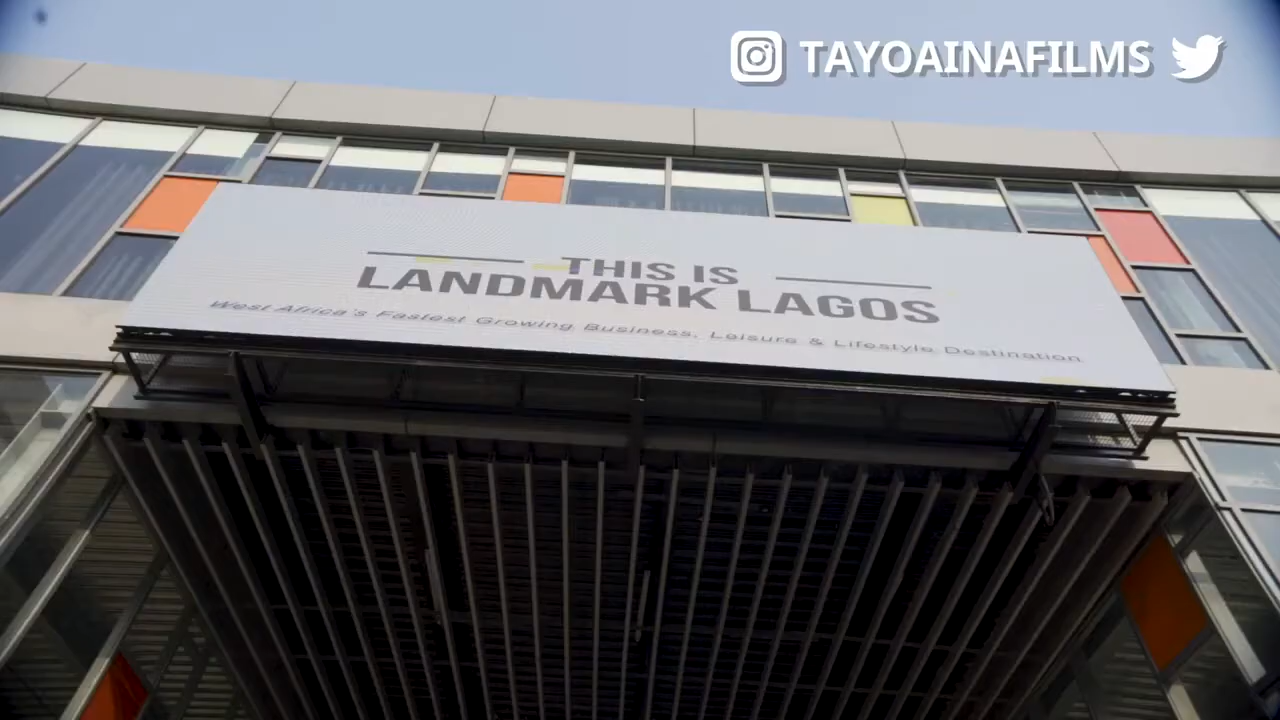 TAYOAINAFILMS
THIS IS
LANDMARK LAGOS
West Africa's Fastest Growing Business, Leisure & Lifestyle Destination